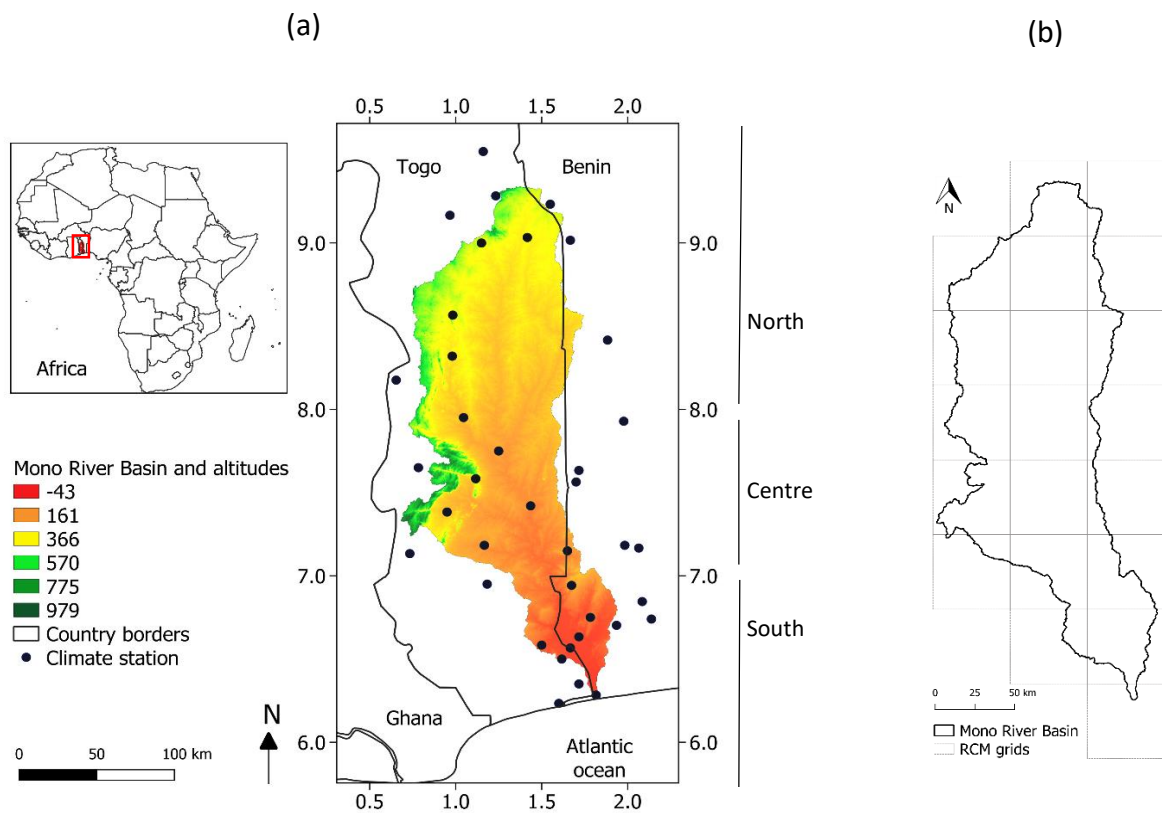 (a)
(b)
0.5 1.0 1.5 2.0
Togo
Benin
Africa
N
9.0
9.0
North
8.0
8.0
Mono River Basin and altitudes
-43
161
366
570
775
979
Country borders
Climate station
Centre
7.0
7.0
South
N
Ghana
6.0
6.0
Atlantic
ocean
0 50 100 km
0.5 1.0 1.5 2.0
0 25 50 km
Mono River Basin
RCM grids